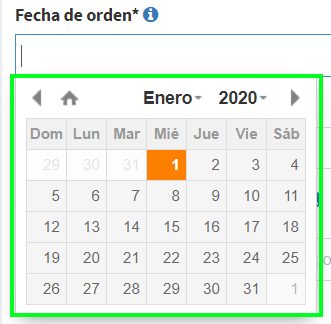 Fecha de orden*
Enero 2020
Dom Lun Mar Mié Jue Vie Sáb
29 30 31 1 2 3 4
5 6 7 8 9 10 11
12 13 14 15 16 17 18
19 20 21 22 23 24 25
26 27 28 29 30 31 1